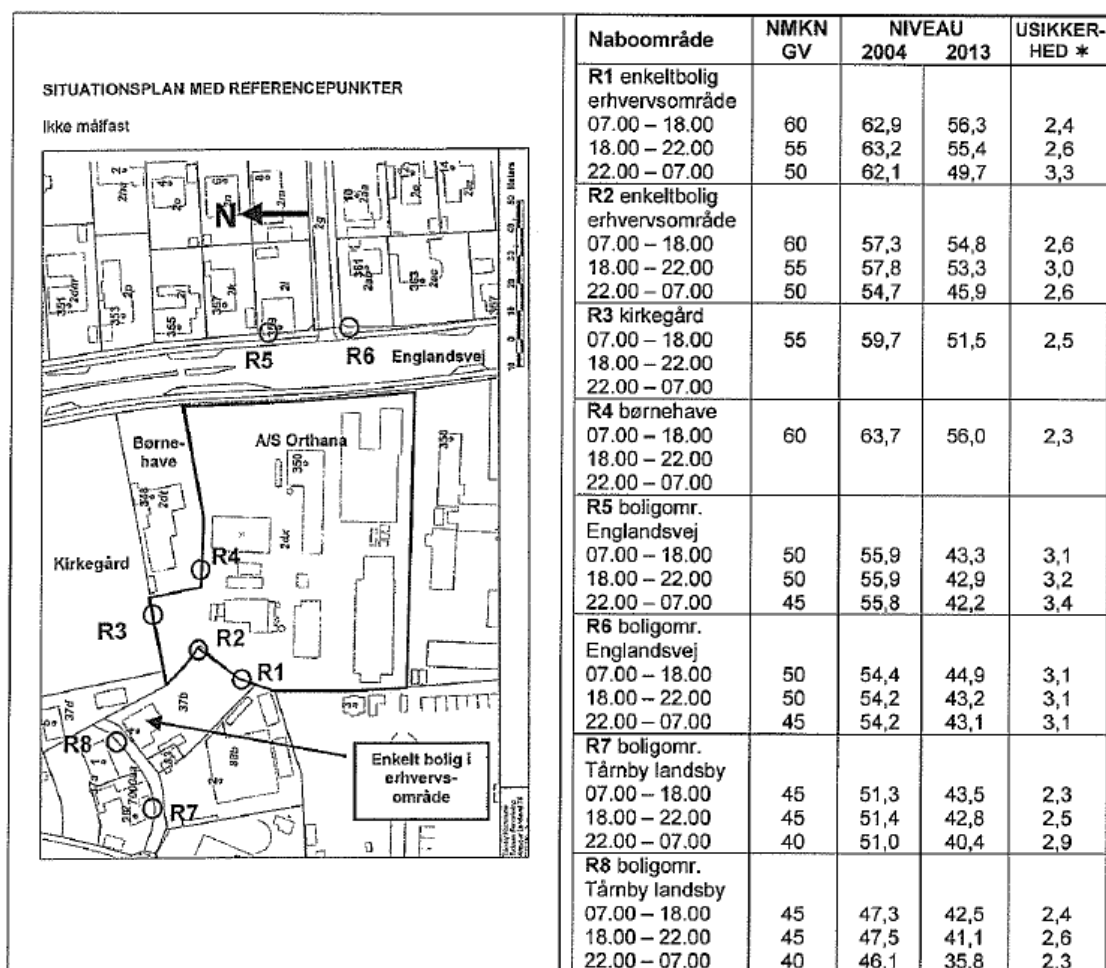 SITUATIONSPLAN MED REFERENCEPUNKTER
Ikke målfast
N
R5
R6
Englandsvej
Børne-
have
A/S Orthana
350
2dx
Kirkegård
R4
R3
R2
R1
37b
R8
R7
Enkelt bolig i
erhvervs-
område
Naboområde NMKN GV NIVEAU 2004 2013 USIKKER-HED *
R1 enkeltbolig
erhvervsområde
07.00 – 18.00 60 62,9 56,3 2,4
18.00 – 22.00 55 63,2 55,4 2,6
22.00 – 07.00 50 62,1 49,7 3,3
R2 enkeltbolig
erhvervsområde
07.00 – 18.00 60 57,3 54,8 2,6
18.00 – 22.00 55 57,8 53,3 3,0
22.00 – 07.00 50 54,7 45,9 2,6
R3 kirkegård
07.00 – 18.00 55 59,7 51,5 2,5
18.00 – 22.00
22.00 – 07.00
R4 børnehave
07.00 – 18.00 60 63,7 56,0 2,3
18.00 – 22.00
22.00 – 07.00
R5 boligomr.
Englandsvej
07.00 – 18.00 50 55,9 43,3 3,1
18.00 – 22.00 50 55,9 42,9 3,2
22.00 – 07.00 45 55,8 42,2 3,4
R6 boligomr.
Englandsvej
07.00 – 18.00 50 54,4 44,9 3,1
18.00 – 22.00 50 54,2 43,2 3,1
22.00 – 07.00 45 54,2 43,1 3,1
R7 boligomr.
Tårnby landsby
07.00 – 18.00 45 51,3 43,5 2,3
18.00 – 22.00 45 51,4 42,8 2,5
22.00 – 07.00 40 51,0 40,4 2,9
R8 boligomr.
Tårnby landsby
07.00 – 18.00 45 47,3 42,5 2,4
18.00 – 22.00 45 47,5 41,1 2,6
22.00 – 07.00 40 46,1 35,8 2,3